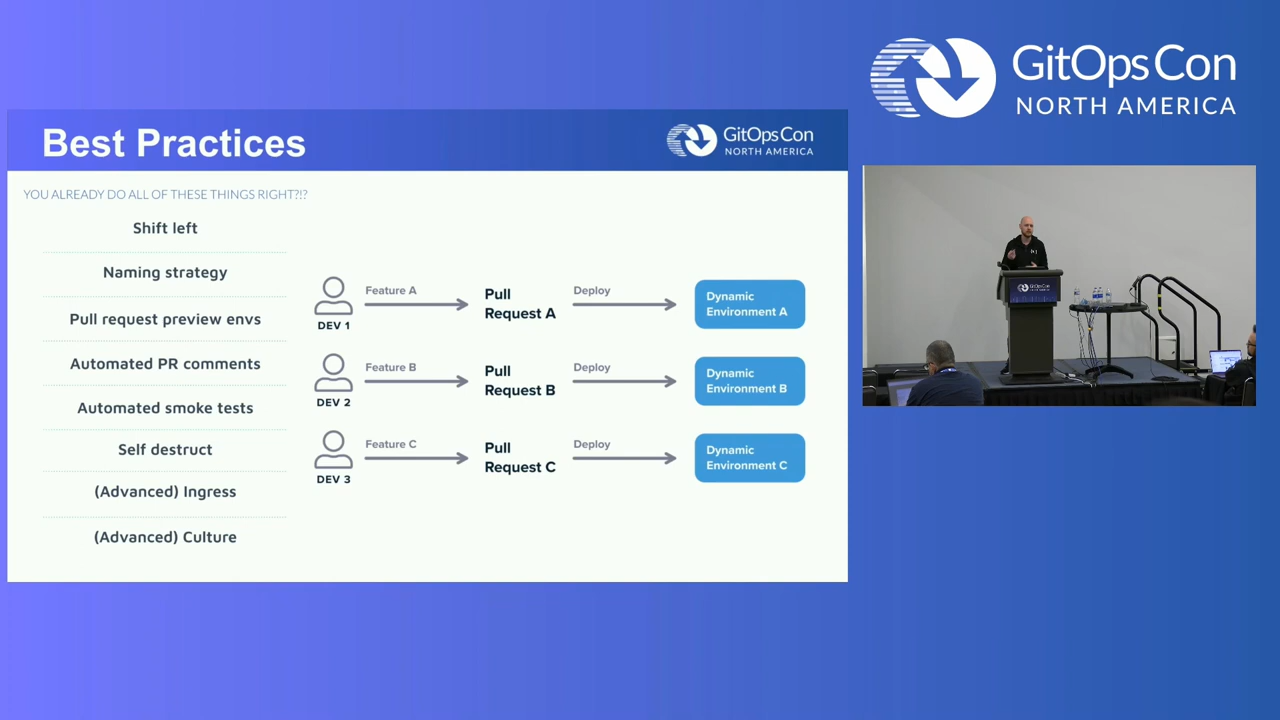 GitOpsCon
NORTH AMERICA
Best Practices
GitOpsCon
NORTH AMERICA
YOU ALREADY DO ALL OF THESE THINGS RIGHT?!?
Shift left
Naming strategy
Pull request preview envs
Automated PR comments
Automated smoke tests
Self destruct
(Advanced) Ingress
(Advanced) Culture
DEV 1
Feature A
Pull
Request A
Deploy
Dynamic
Environment A
DEV 2
Feature B
Pull
Request B
Deploy
Dynamic
Environment B
DEV 3
Feature C
Pull
Request C
Deploy
Dynamic
Environment C
GitOpsCon